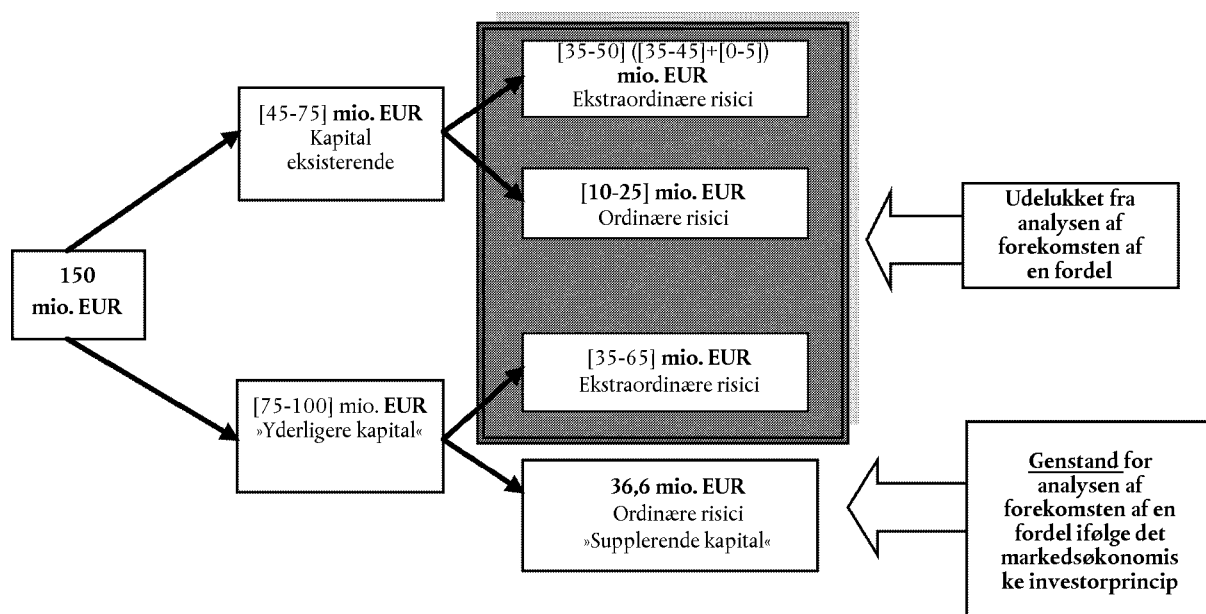 [35-50] ([35-45]+[0-5])
mio. EUR
Ekstraordinære risici
[45-75] mio. EUR
Kapital
eksisterende
[10-25] mio. EUR
Ordinære risici
Udelukket fra
analysen af
forekomsten af
en fordel
150
mio. EUR
[35-65] mio. EUR
Ekstraordinære risici
[75-100] mio. EUR
»Yderligere kapital«
36,6 mio. EUR
Ordinære risici
»Supplerende kapital«
Genstand for
analysen af
forekomsten af en
fordel ifølge det
markedsøkonomis
ke investorprincip